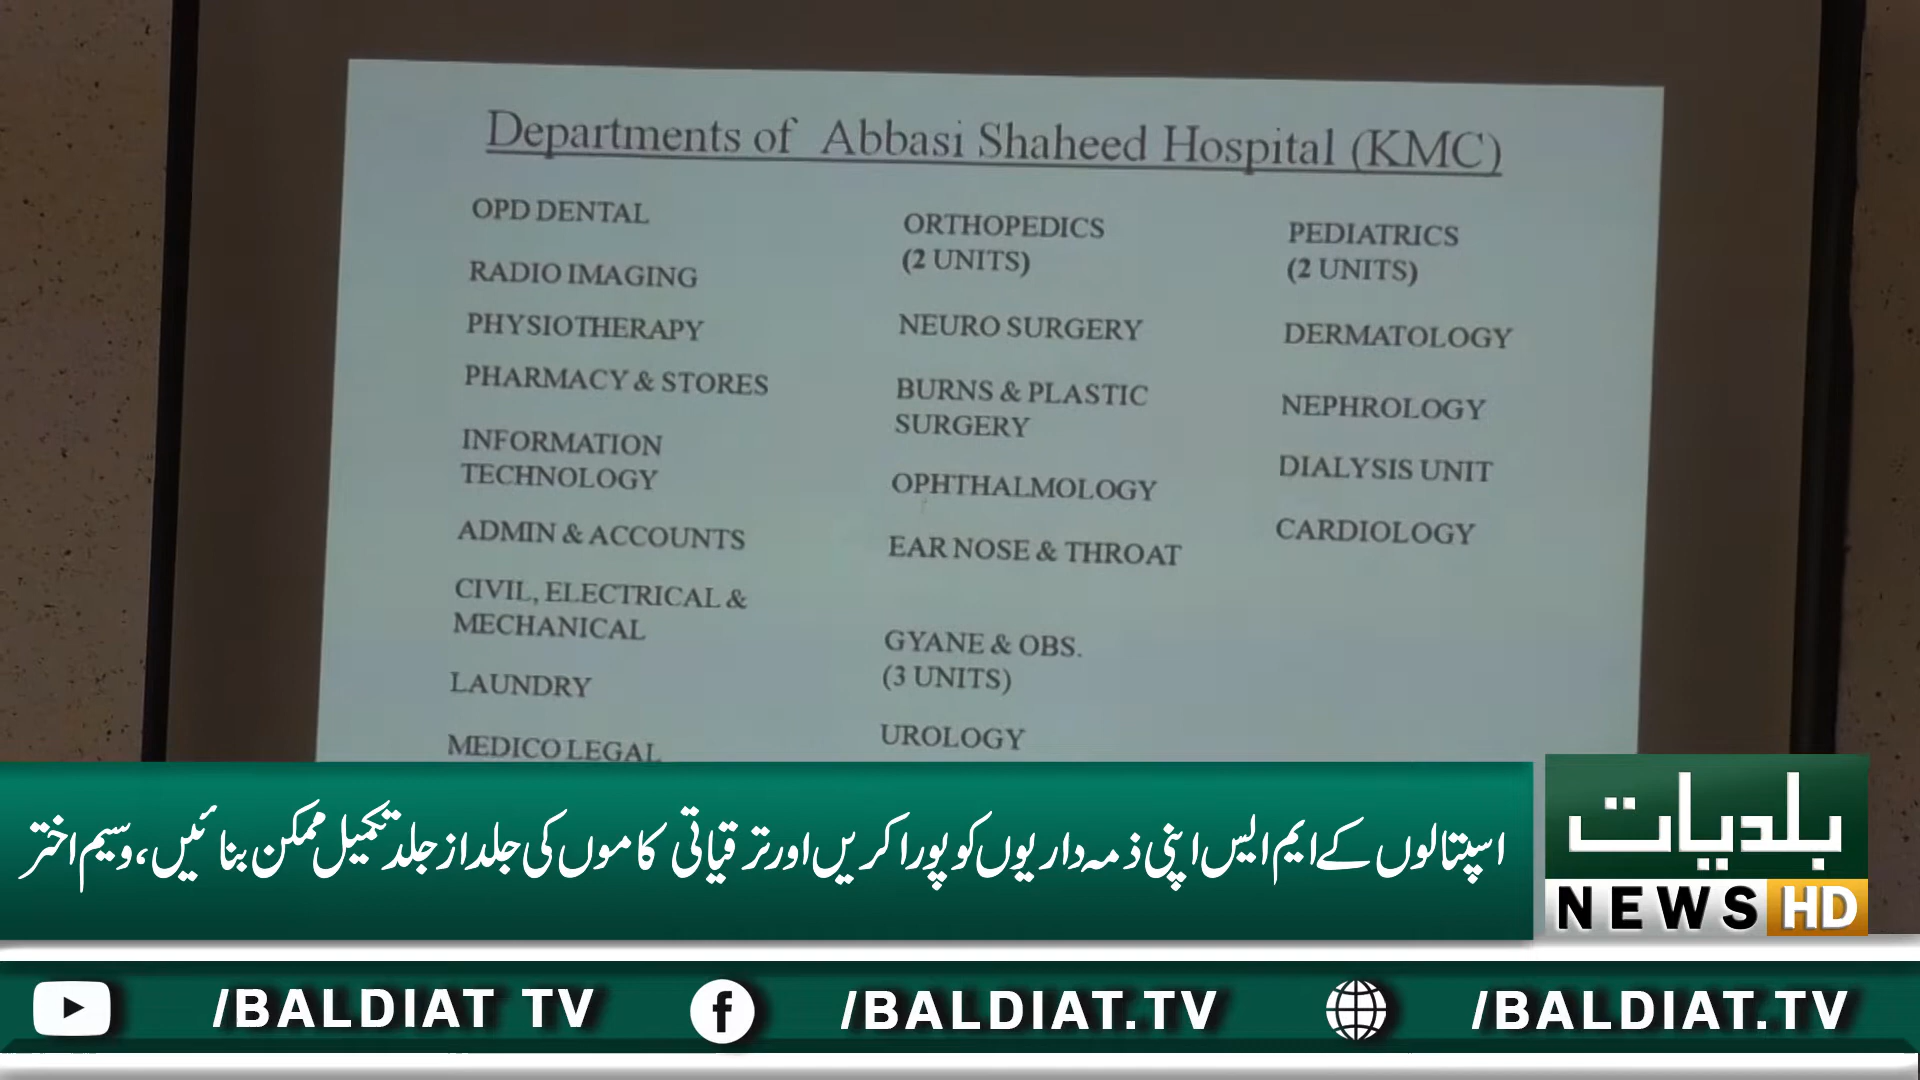 Departments of Abbasi Shaheed Hospital (KMC)
OPD DENTAL
RADIO IMAGING
PHYSIOTHERAPY
PHARMACY & STORES
INFORMATION
TECHNOLOGY
ADMIN & ACCOUNTS
CIVIL, ELECTRICAL &
MECHANICAL
LAUNDRY
MEDICO LEGAL
ORTHOPEDICS
(2 UNITS)
NEURO SURGERY
BURNS & PLASTIC
SURGERY
OPHTHALMOLOGY
EAR NOSE & THROAT
GYANE & OBS.
(3 UNITS)
UROLOGY
PEDIATRICS
(2 UNITS)
DERMATOLOGY
NEPHROLOGY
DIALYSIS UNIT
CARDIOLOGY
اسپتالوں کے ایم ایس اپنی ذمہ داریوں کو پورا کریں اور ترقیاتی کاموں کی جلد از جلد تکمیل ممکن بنائیں، وسیم اختر
بلدیات
NEWS HD
/BALDIAT TV
/BALDIAT.TV
/BALDIAT.TV